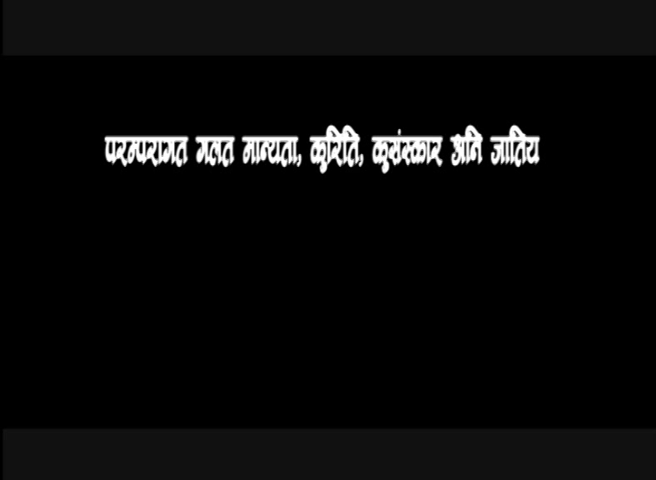 परम्परागत गलत मान्यता, कुरिति, कुसंस्कार अनि जातिय